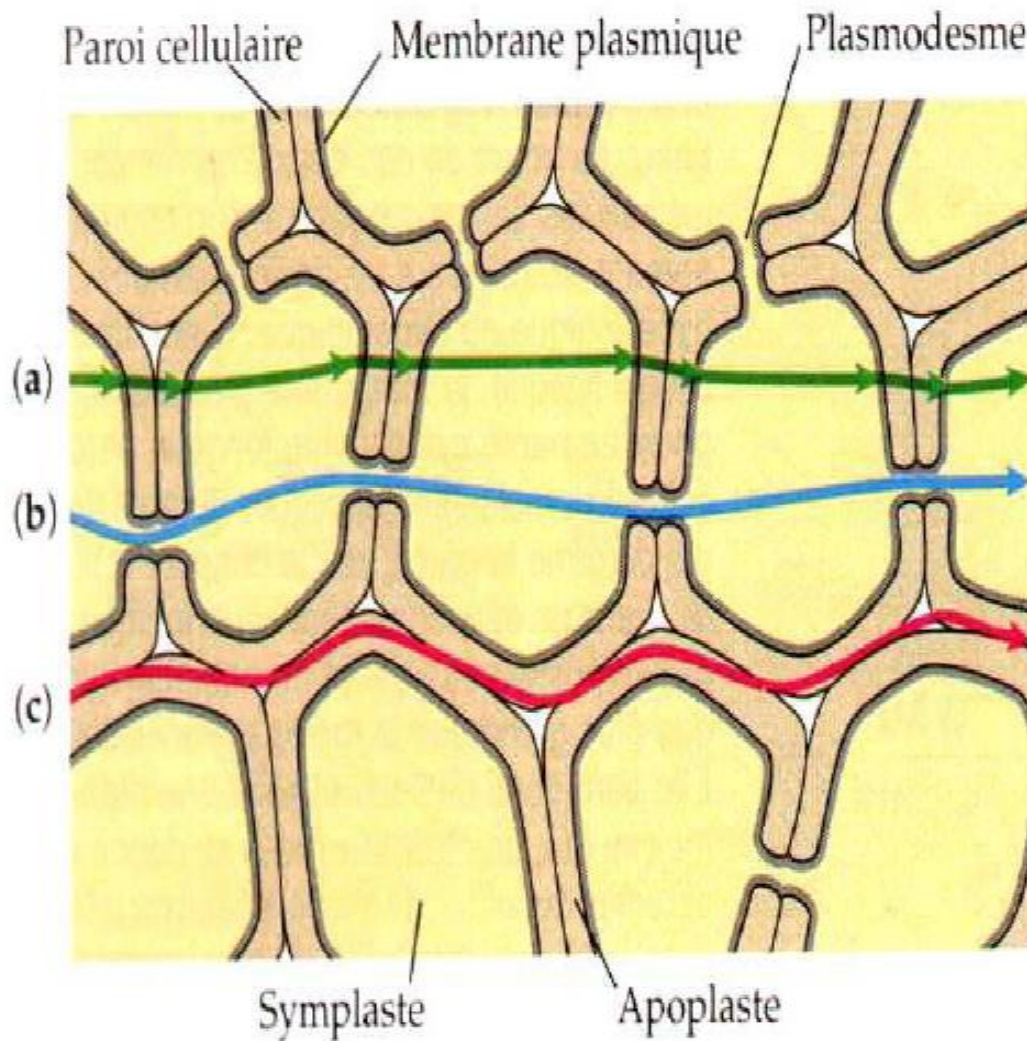 Paroi cellulaire
Membrane plasmique
Plasmodesme
(a)
(b)
(c)
Symplaste
Apoplaste